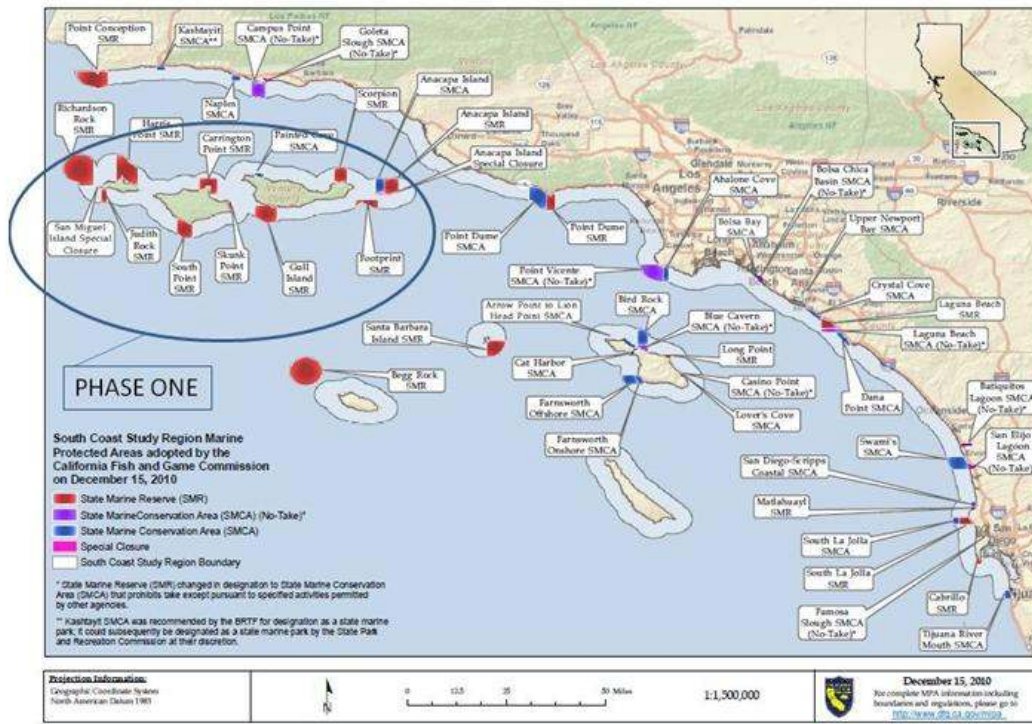 Point Conception
SMR
Kashtayit
SMCA**
Campus Point
SMCA (No-Take)*
Goleta
Slough SMCA
(No-Take)*
Anacapa Island
SMCA
Scorpion
SMR
Anacapa Island
SMR
Anacapa Island
Special Closure
Richardson
Rock
SMR
Harris
Point SMR
Naples
SMCA
Carrington
Point SMR
Painted Cave
SMCA
San Miguel
Island Special
Closure
Judith
Rock
SMR
South
Point
SMR
Skunk
Point
SMR
Gull
Island
SMR
Footprint
SMR
PHASE ONE
Point Dume
SMCA
Point Dume
SMR
Glendale
Los
Angeles
Long
Beach
Riverside
Abalone Cove
SMCA
Bolsa Chica
Basin SMCA
(No-Take)*
Bolsa Bay
SMCA
Upper Newport
Bay SMCA
Point Vicente
SMCA (No-Take)*
Crystal Cove
SMCA
Laguna Beach
SMR
Laguna Beach
SMCA (No-Take)*
Dana
Point SMCA
Arrow Point to Lion
Head Point SMCA
Bird Rock
SMCA
Blue Cavern
SMCA (No-Take)*
Long Point
SMR
Casino Point
SMCA
(No-Take)*
Lover's Cove
SMCA
Cat Harbor
SMCA
Farnsworth
Offshore SMCA
Farnsworth
Onshore SMCA
Santa Barbara
Island SMR
Begg Rock
SMR
Oceanside
Batiquitos
Lagoon SMCA
(No-Take)*
San Elijo
Lagoon
SMCA
(No-Take)*
Swami's
SMCA
San Diego-Scripps
Coastal SMCA
Matlahuayl
SMR
South La Jolla
SMCA
South La Jolla
SMR
San
Diego
Famosa
Slough SMCA
(No-Take)*
Cabrillo
SMR
Tijuana River
Mouth SMCA
South Coast Study Region Marine
Protected Areas adopted by the
California Fish and Game Commission
on December 15, 2010
State Marine Reserve (SMR)
State MarineConservation Area (SMCA) (No-Take)*
State Marine Conservation Area (SMCA)
Special Closure
South Coast Study Region Boundary
* State Marine Reserve (SMR) changed in designation to State Marine Conservation
Area (SMCA) that prohibits take except pursuant to specified activities permitted
by other agencies.
** Kashtayit SMCA was recommended by the BRTF for designation as a state marine
park; it could subsequently be designated as a state marine park by the State Park
and Recreation Commission at their discretion.
Projection Information:
Geographic Coordinate System
North American Datum 1983
N
0 12.5 25 50 Miles
1:1,500,000
December 15, 2010
For complete MPA information including
boundaries and regulations, please go to
http://www.dfg.ca.gov/mlpa